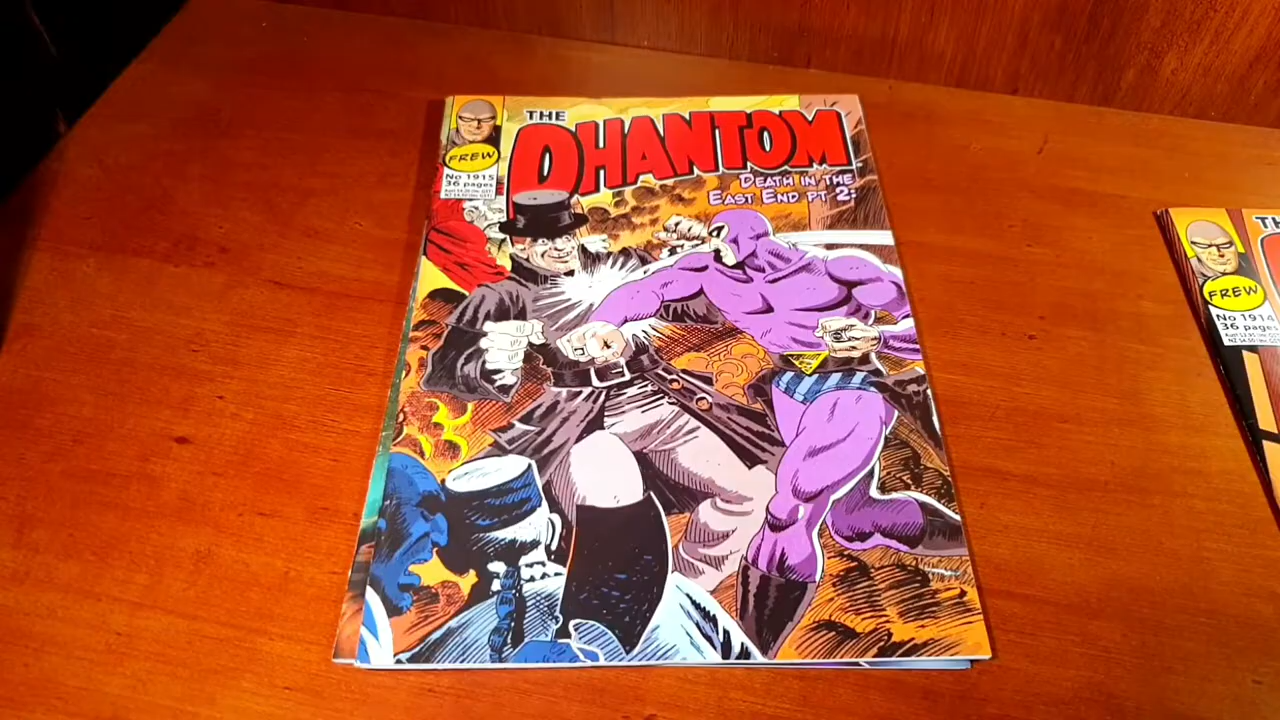 THE
PHANTOM
FREW
No 1915
36 pages
DEATH IN THE
EAST END PT 2:
FREW
No 1914
36 pages